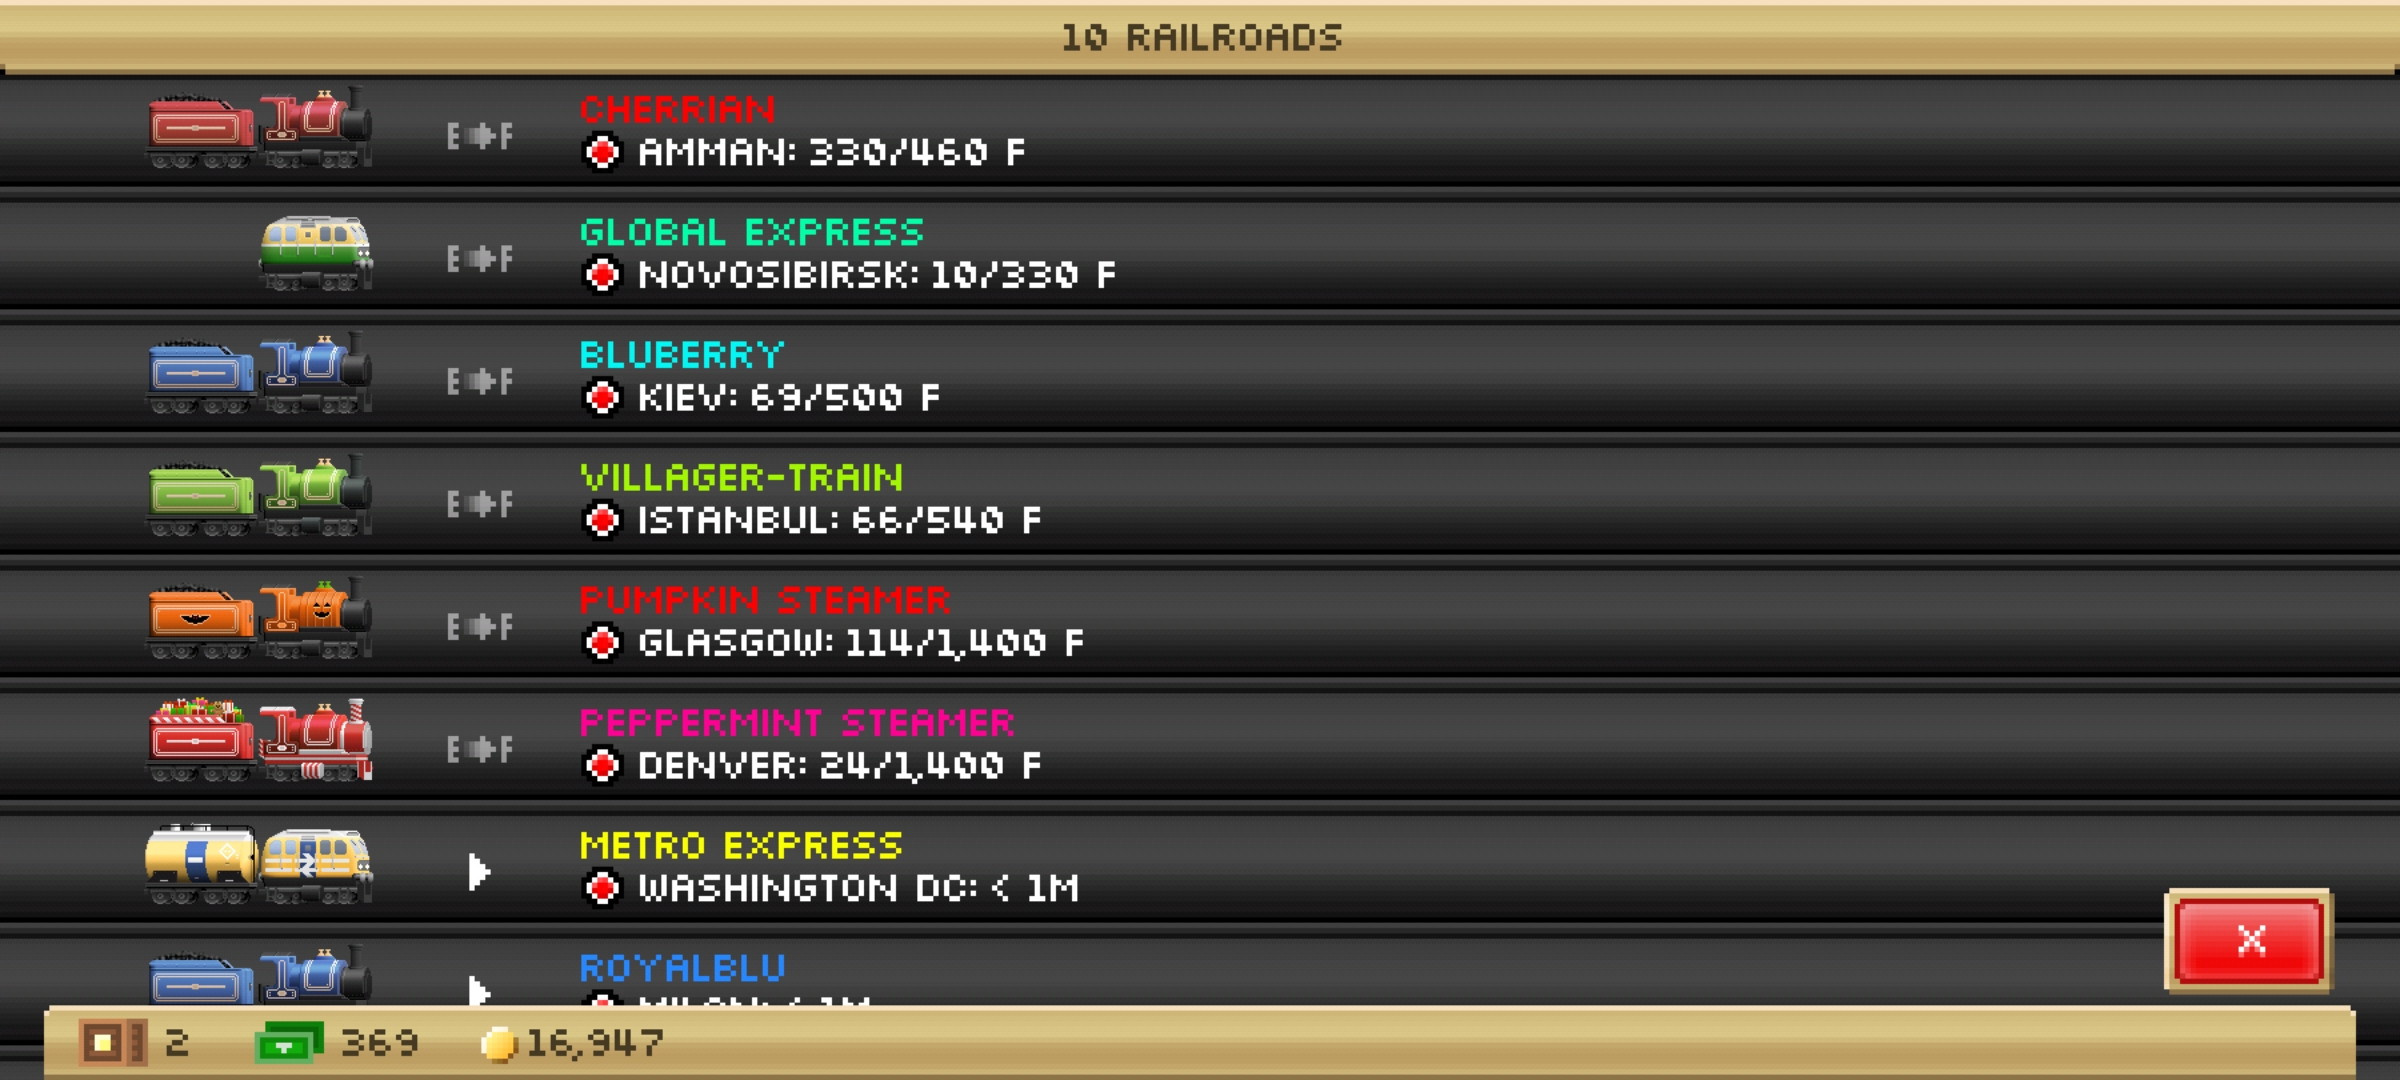 10 RAILROADS
CHERRIAN
E F
AMMAN: 330/460 F
GLOBAL EXPRESS
E F
NOVOSIBIRSK: 10/330 F
BLUBERRY
E F
KIEV: 69/500 F
VILLAGER-TRAIN
E F
ISTANBUL: 66/540 F
PUMPKIN STEAMER
E F
GLASGOW: 114/1,400 F
PEPPERMINT STEAMER
E F
DENVER: 24/1,400 F
METRO EXPRESS
WASHINGTON DC: < 1M
ROYALBLU
MILAN: < 1M
X
2 369 16,947